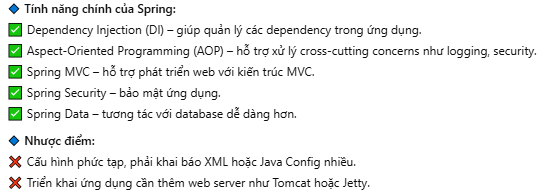 🔹 Tính năng chính của Spring:
✅ Dependency Injection (DI) – giúp quản lý các dependency trong ứng dụng.
✅ Aspect-Oriented Programming (AOP) – hỗ trợ xử lý cross-cutting concerns như logging, security.
✅ Spring MVC – hỗ trợ phát triển web với kiến trúc MVC.
✅ Spring Security – bảo mật ứng dụng.
✅ Spring Data – tương tác với database dễ dàng hơn.
🔹 Nhược điểm:
❌ Cấu hình phức tạp, phải khai báo XML hoặc Java Config nhiều.
❌ Triển khai ứng dụng cần thêm web server như Tomcat hoặc Jetty.